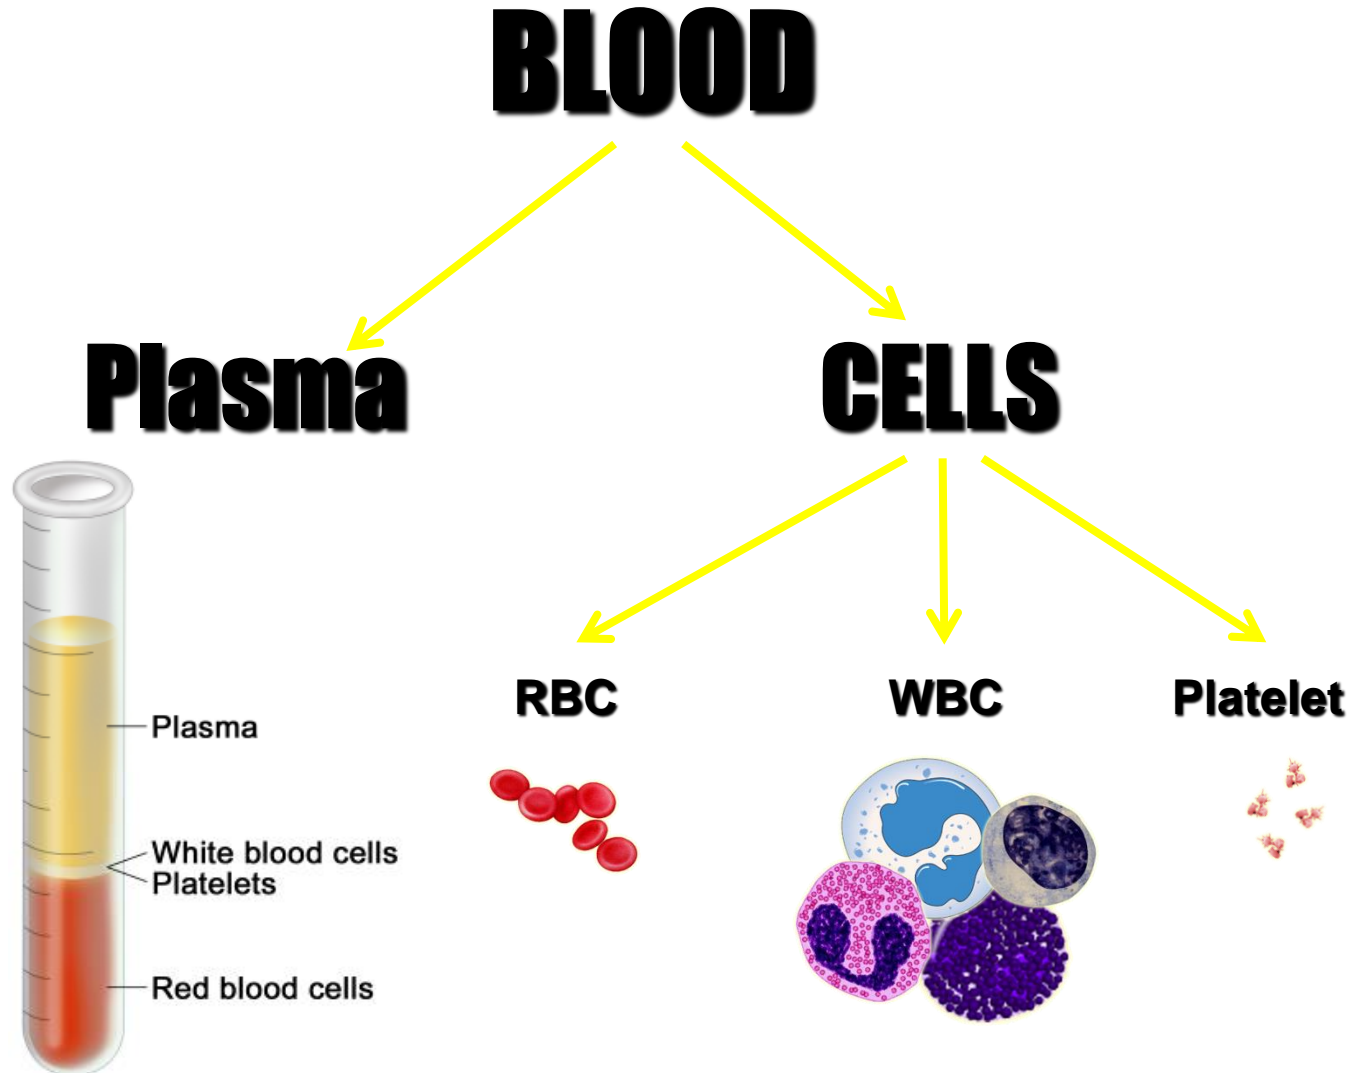 BLOOD
Plasma
CELLS
RBC
WBC
Platelet
Plasma
White blood cells
Platelets
Red blood cells